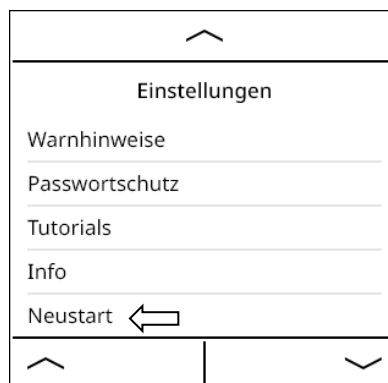 Einstellungen
Warnhinweise
Passwortschutz
Tutorials
Info
Neustart